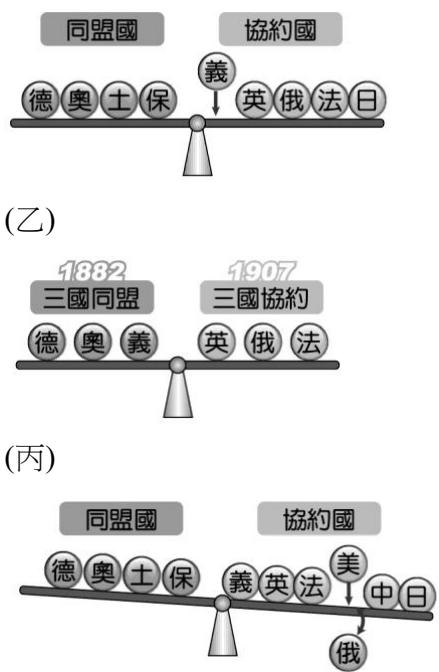 同盟國 協約國
義
德 奧 土 保 英 俄 法 日
(乙)
1882 1907
三國同盟 三國協約
德 奧 義 英 俄 法
(丙)
同盟國 協約國
美
德 奧 土 保 義 英 法 中 日
俄